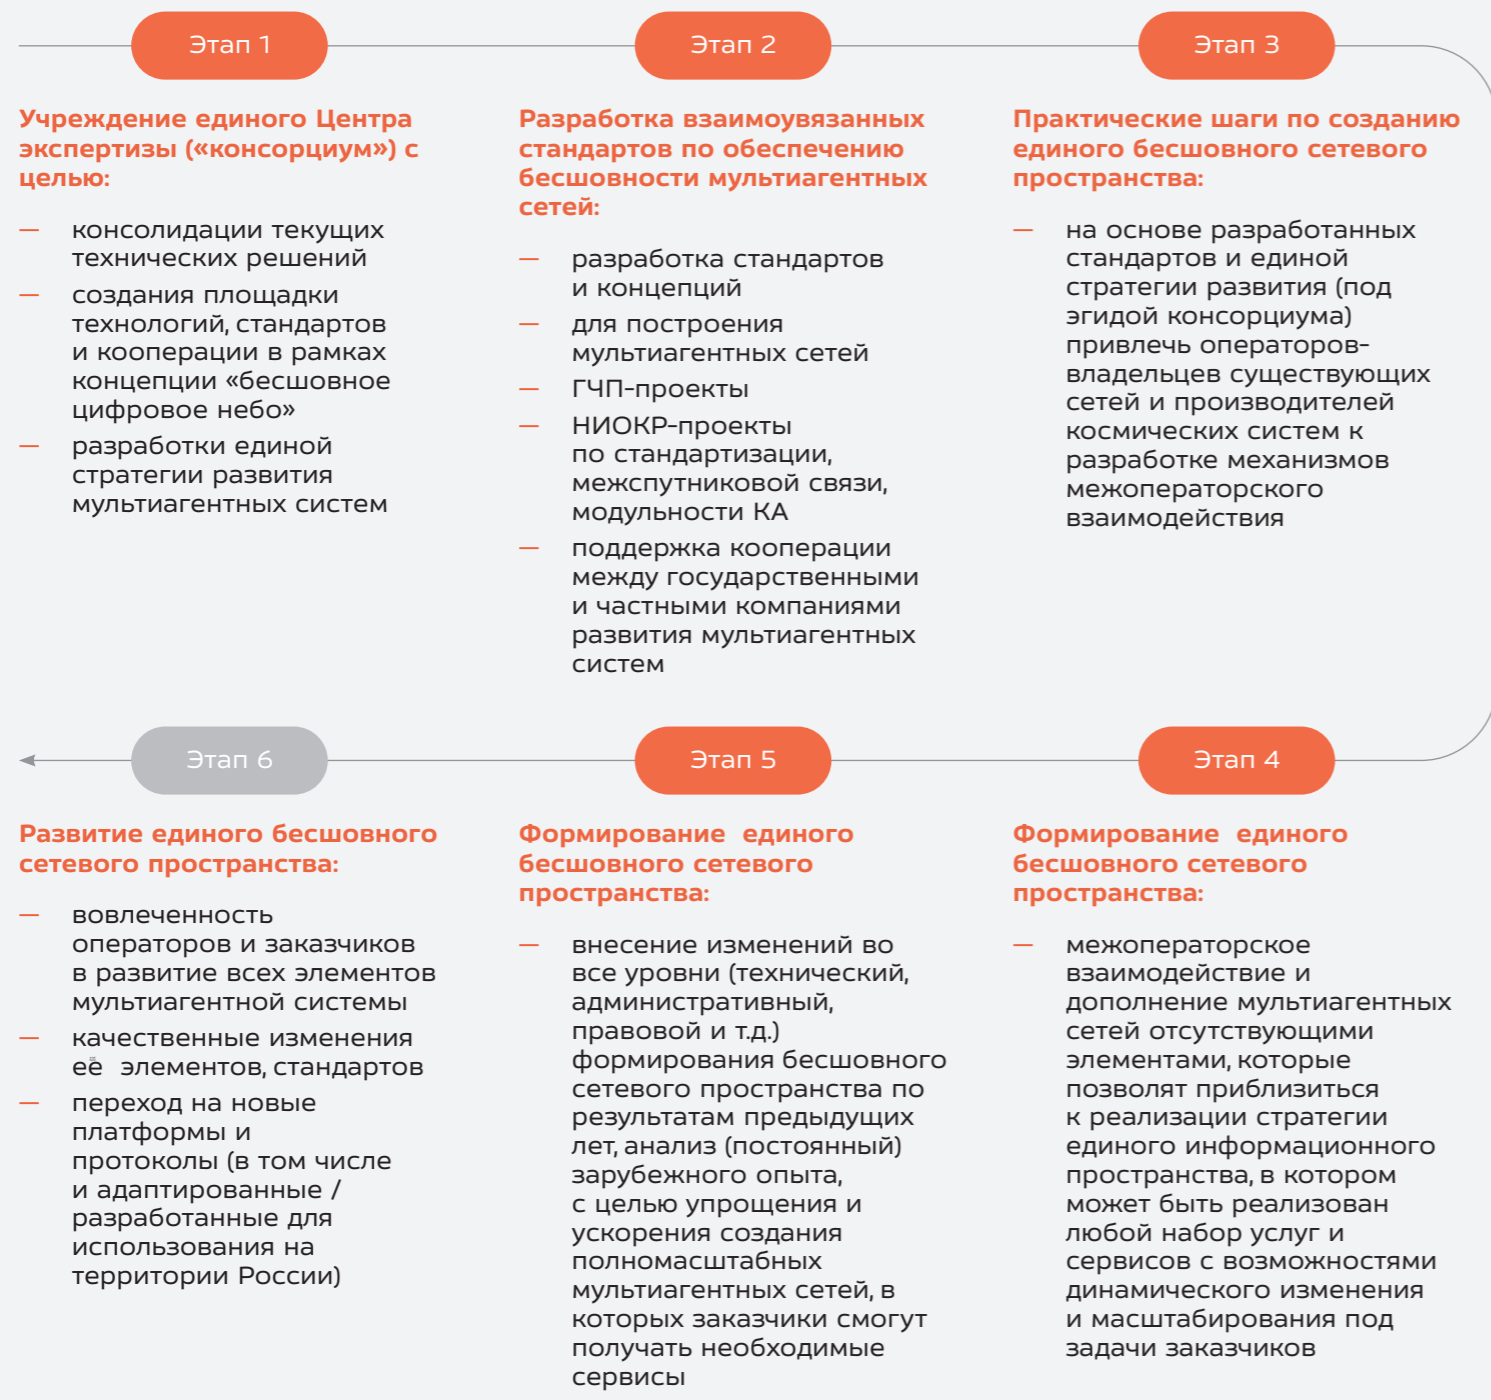 Этап 1
Учреждение единого Центра
экспертизы («консорциум») с
целью:
— консолидации текущих
технических решений
— создания площадки
технологий, стандартов
и кооперации в рамках
концепции «бесшовное
цифровое небо»
— разработки единой
стратегии развития
мультиагентных систем
Этап 2
Разработка взаимоувязанных
стандартов по обеспечению
бесшовности мультиагентных
сетей:
— разработка стандартов
и концепций
— для построения
мультиагентных сетей
— ГЧП-проекты
— НИОКР-проекты
по стандартизации,
межспутниковой связи,
модульности КА
— поддержка кооперации
между государственными
и частными компаниями
развития мультиагентных
систем
Этап 3
Практические шаги по созданию
единого бесшовного сетевого
пространства:
— на основе разработанных
стандартов и единой
стратегии развития (под
эгидой консорциума)
привлечь операторов-
владельцев существующих
сетей и производителей
космических систем к
разработке механизмов
межоператорского
взаимодействия
Этап 4
Формирование единого
бесшовного сетевого
пространства:
— межоператорское
взаимодействие и
дополнение мультиагентных
сетей отсутствующими
элементами, которые
позволят приблизиться
к реализации стратегии
единого информационного
пространства, в котором
может быть реализован
любой набор услуг и
сервисов с возможностями
динамического изменения
и масштабирования под
задачи заказчиков
Этап 5
Формирование единого
бесшовного сетевого
пространства:
— внесение изменений во
все уровни (технический,
административный,
правовой и т.д.)
формирования бесшовного
сетевого пространства по
результатам предыдущих
лет, анализ (постоянный)
зарубежного опыта,
с целью упрощения и
ускорения создания
полномасштабных
мультиагентных сетей, в
которых заказчики смогут
получать необходимые
сервисы
Этап 6
Развитие единого бесшовного
сетевого пространства:
— вовлеченность
операторов и заказчиков
в развитие всех элементов
мультиагентной системы
— качественные изменения
её элементов, стандартов
— переход на новые
платформы и
протоколы (в том числе
и адаптированные /
разработанные для
использования на
территории России)